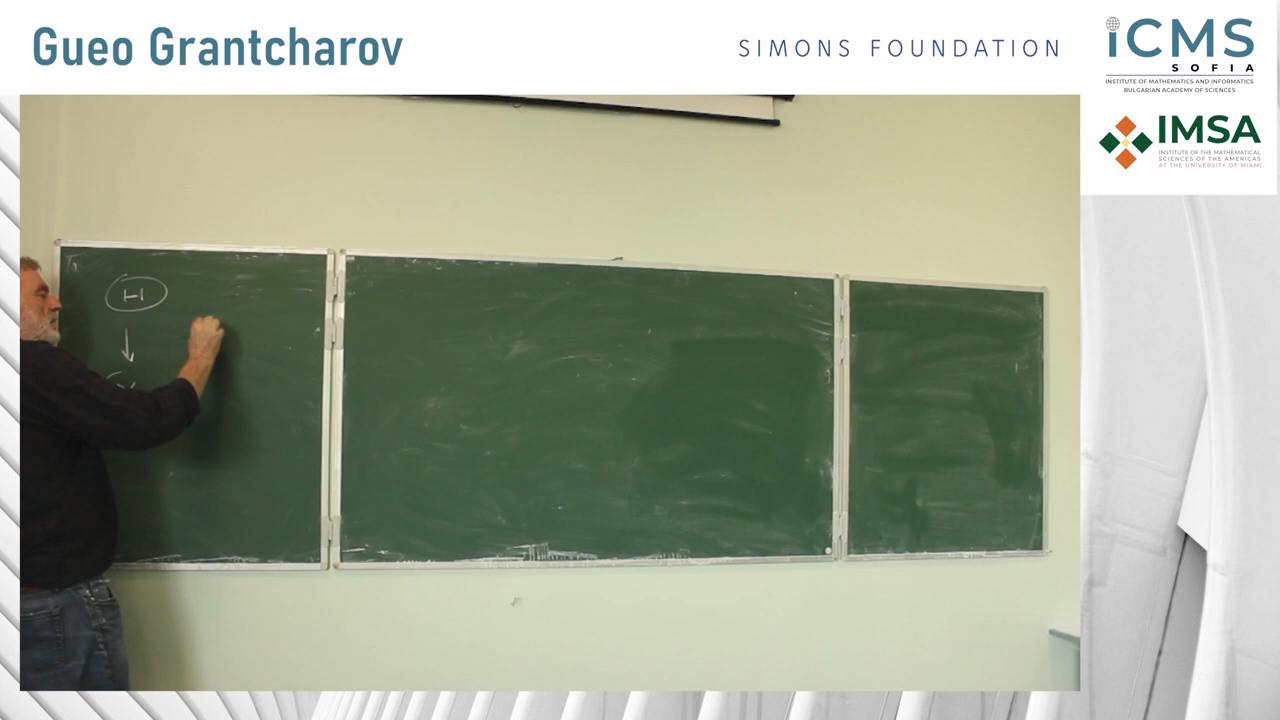 Gueo Grantcharov
SIMONS FOUNDATION
iCMS
SOFIA
INSTITUTE OF MATHEMATICS AND INFORMATICS
BULGARIAN ACADEMY OF SCIENCES
IMSA
INSTITUTE OF THE MATHEMATICAL
SCIENCES OF THE AMERICAS
AT THE UNIVERSITY OF MIAMI
H
↓